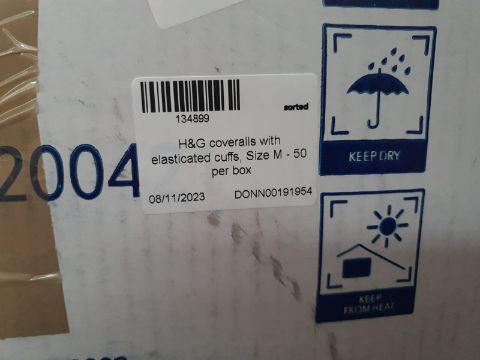 134899
sorted
H&G coveralls with
elasticated cuffs, Size M - 50
per box
08/11/2023 DONN00191954
2004
KEEP DRY
KEEP
FROM HEAT